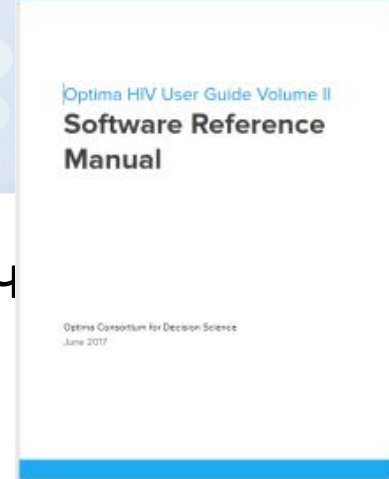 Optima HIV User Guide Volume II
Software Reference
Manual
Optima Consortium for Decision Science
June 2017